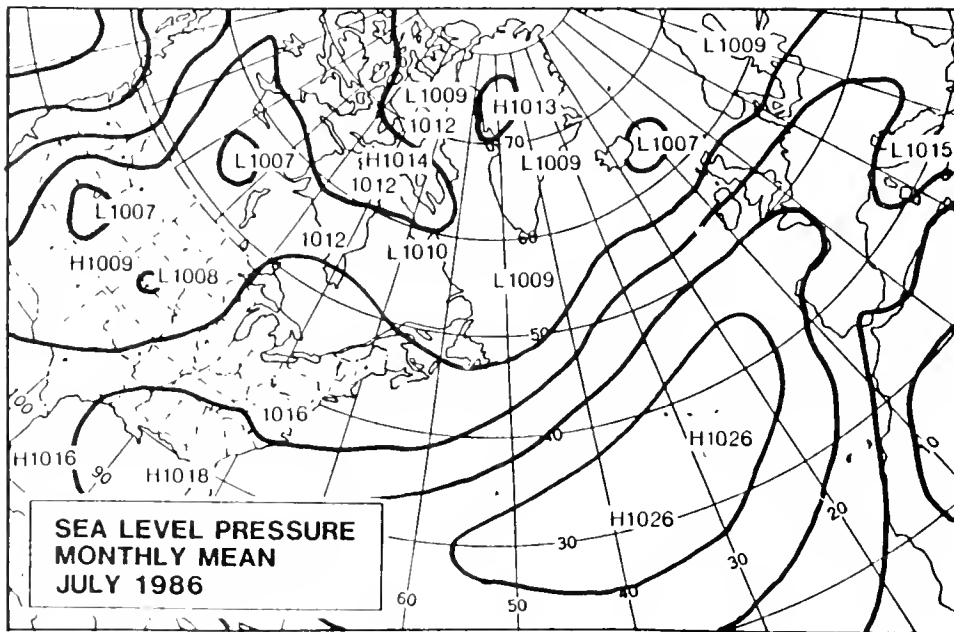 L1009
L1009
H1013
1012
70
L1007
L1009
L1007
L1015
H1014
1012
L1007
1012
L1010
60
H1009
L1008
L1009
50
100
1016
40
H1026
10
H1016
90
H1018
H1026
20
30
30
SEA LEVEL PRESSURE
MONTHLY MEAN
JULY 1986
60
50
40